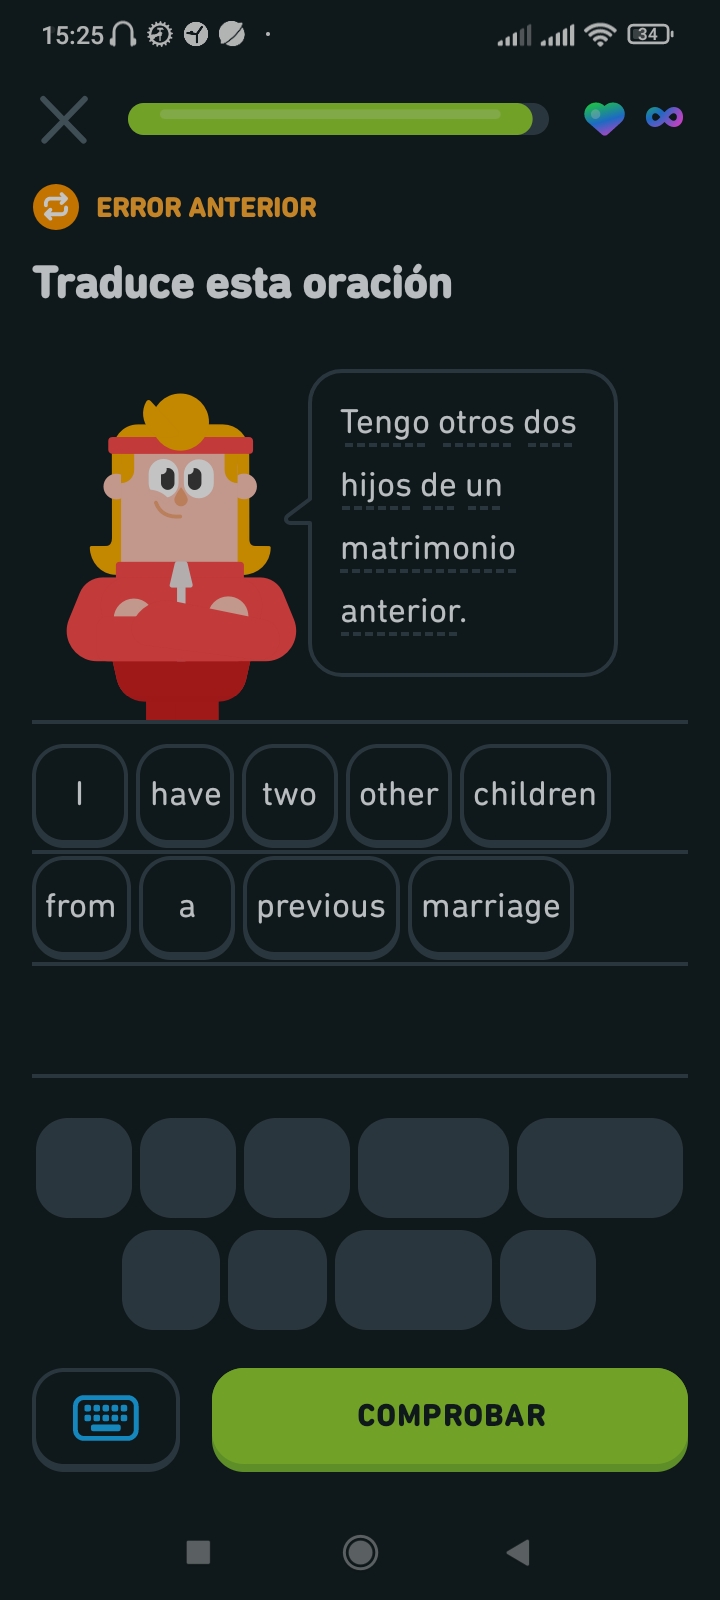 15:25
34
ERROR ANTERIOR
Traduce esta oración
Tengo otros dos
hijos de un
matrimonio
anterior.
I have two other children
from a previous marriage
COMPROBAR